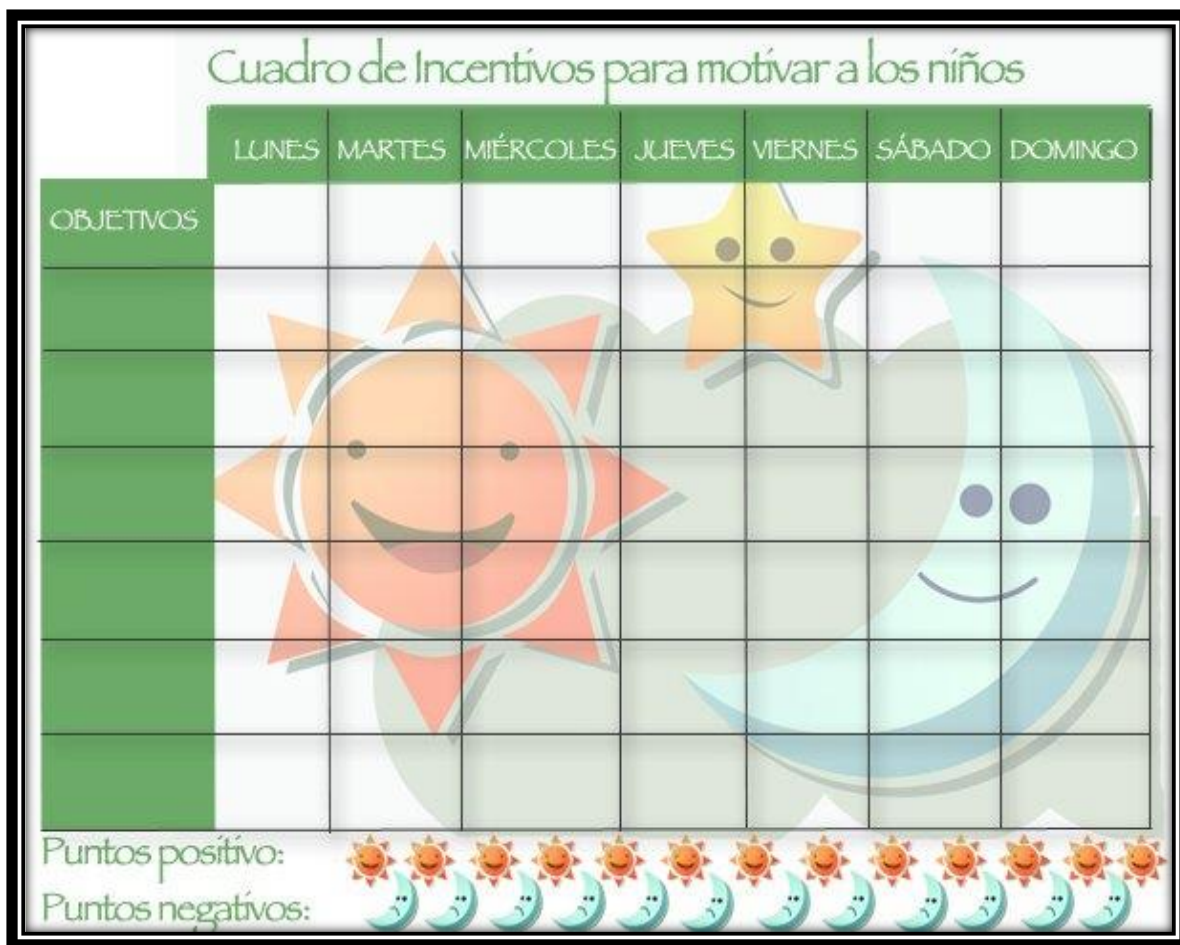 Cuadro de Incentivos para motivar a los niños
LUNES MARTES MIÉRCOLES JUEVES VIERNES SÁBADO DOMINGO
OBJETIVOS
Puntos positivo:
Puntos negativos: